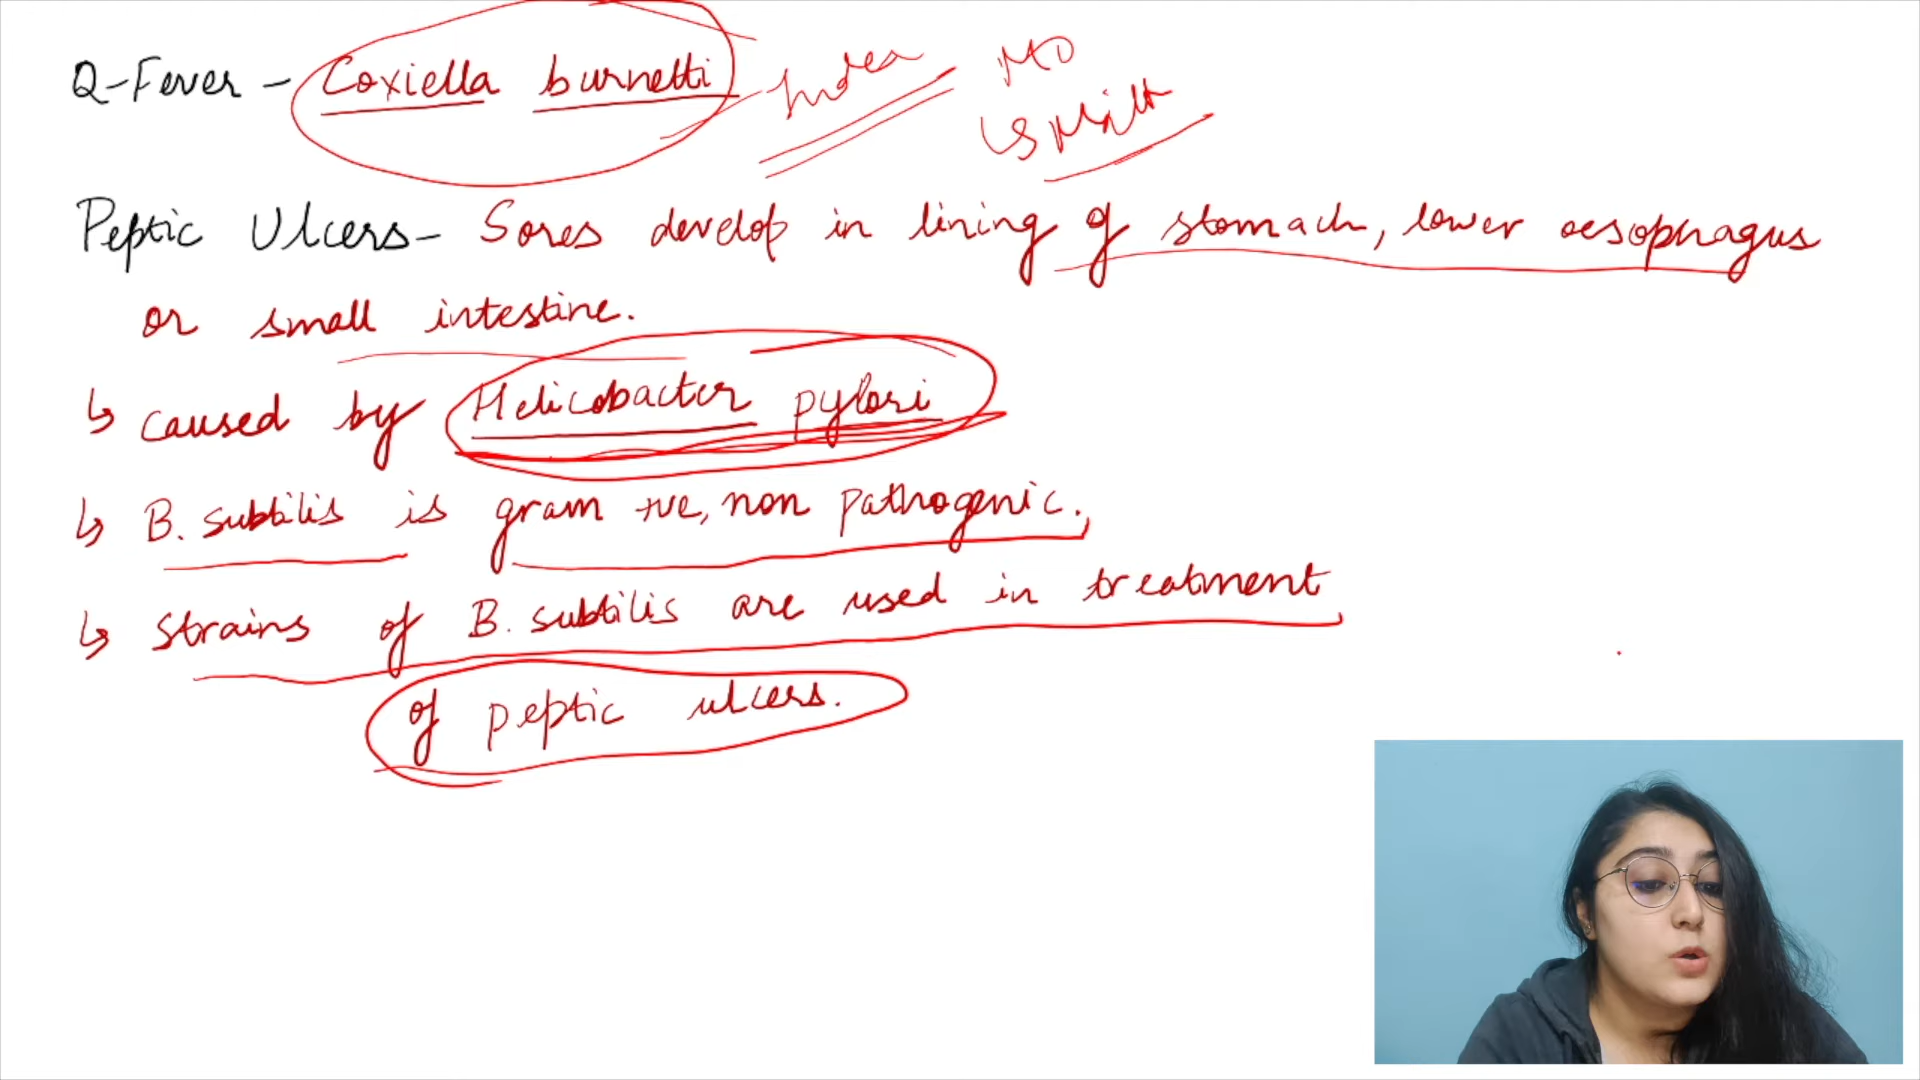 Q-Fever - Coxiella burnetti Index MO
↳ Milk
Peptic Ulcers- Sores develop in lining of stomach, lower oesophagus
or small intestine.
↳ caused by Helicobacter pylori
↳ B. subtilis is gram +ve, non pathogenic.
↳ strains of B. subtilis are used in treatment
of peptic ulcers.